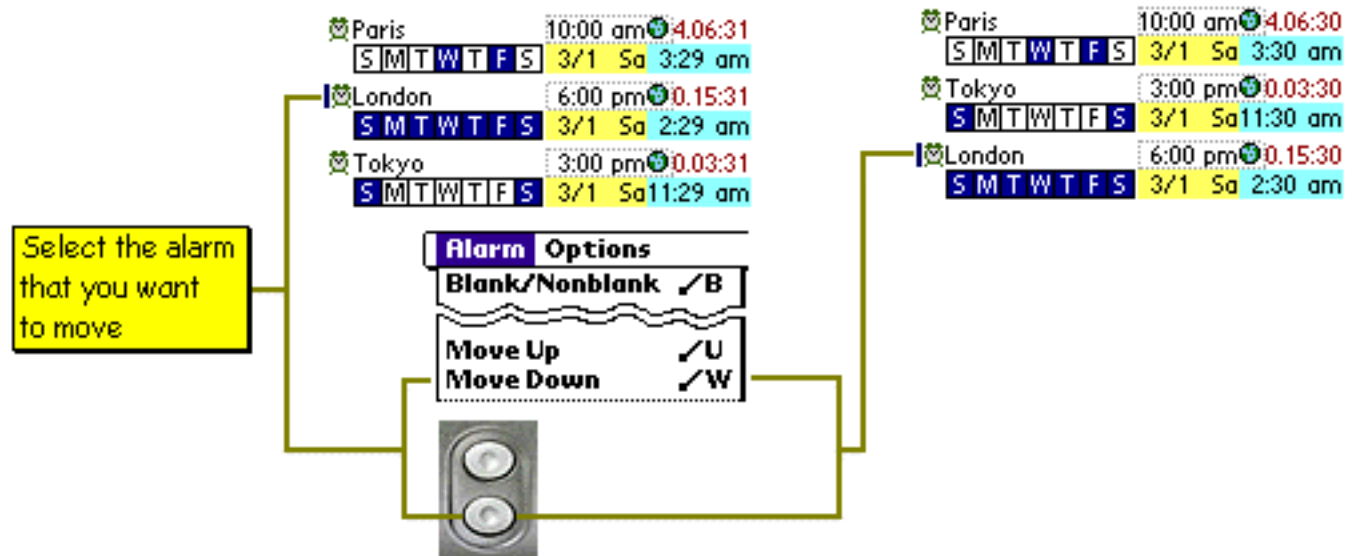 Paris 10:00 am 4.06:31
S M T W T F S 3/1 Sa 3:29 am
London 6:00 pm 0.15:31
S M T W T F S 3/1 Sa 2:29 am
Tokyo 3:00 pm 0.03:31
S M T W T F S 3/1 Sa 11:29 am
Select the alarm
that you want
to move
Alarm Options
Blank/Nonblank /B
Move Up /U
Move Down /W
Paris 10:00 am 4.06:30
S M T W T F S 3/1 Sa 3:30 am
Tokyo 3:00 pm 0.03:30
S M T W T F S 3/1 Sa 11:30 am
London 6:00 pm 0.15:30
S M T W T F S 3/1 Sa 2:30 am